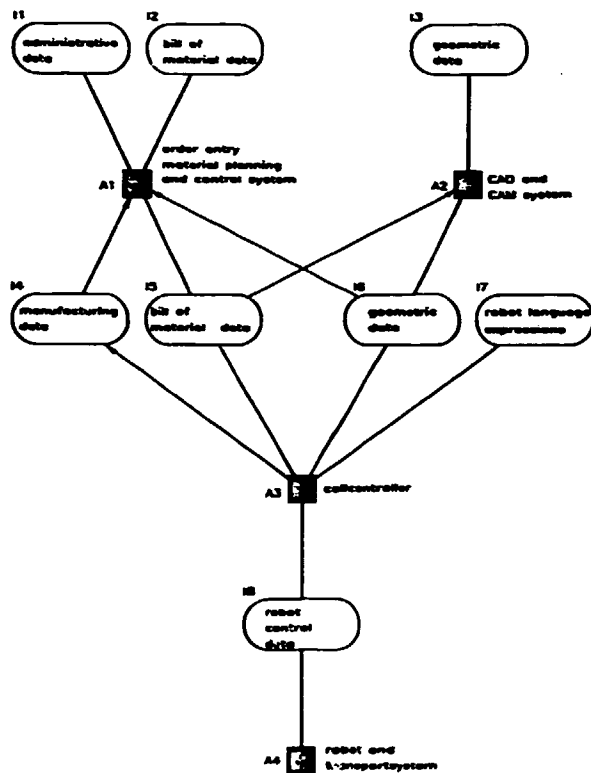 I1
administrative
data
I2
bill of
material data
I3
geometric
data
A1
order entry
material planning
and control system
A2
CAD and
CAM system
I4
manufacturing
data
I5
bill of
material data
I6
geometric
data
I7
robot language
expressions
A3
cellcontroller
I8
robot
control
data
A4
robot and
transportsystem